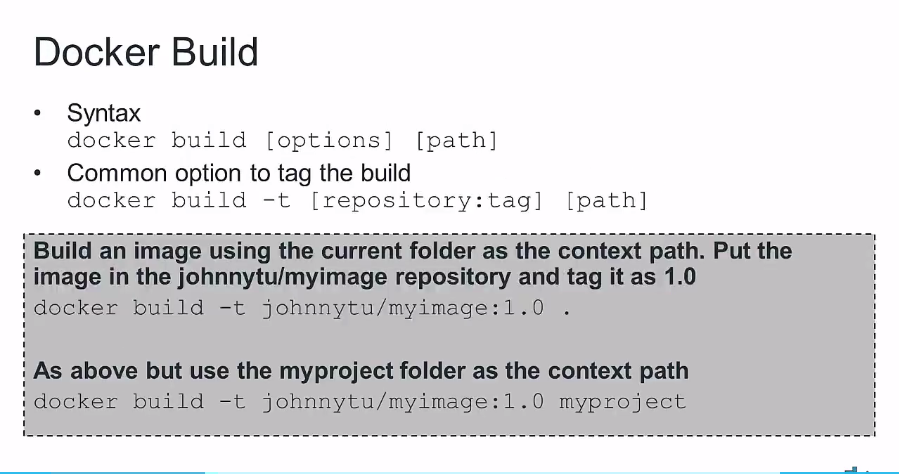 Docker Build
• Syntax
docker build [options] [path]
• Common option to tag the build
docker build -t [repository:tag] [path]
Build an image using the current folder as the context path. Put the
image in the johnnytu/myimage repository and tag it as 1.0
docker build -t johnnytu/myimage:1.0 .
As above but use the myproject folder as the context path
docker build -t johnnytu/myimage:1.0 myproject